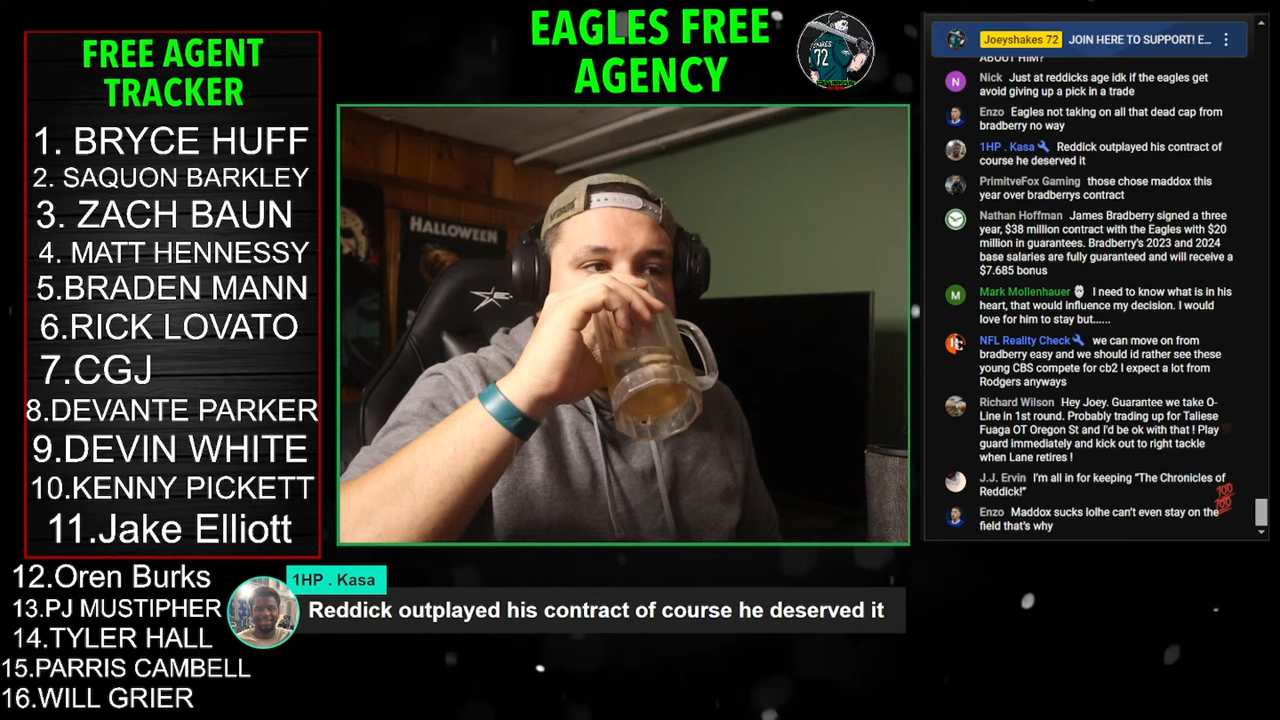 FREE AGENT
TRACKER
1. BRYCE HUFF
2. SAQUON BARKLEY
3. ZACH BAUN
4. MATT HENNESSY
5.BRADEN MANN
6.RICK LOVATO
7.CGJ
8.DEVANTE PARKER
9.DEVIN WHITE
10.KENNY PICKETT
11.Jake Elliott
12.Oren Burks
13.PJ MUSTIPHER
14.TYLER HALL
15.PARRIS CAMBELL
16.WILL GRIER
EAGLES FREE
AGENCY
72
HALLOWEEN
1HP . Kasa
Reddick outplayed his contract of course he deserved it
Joeyshakes 72 JOIN HERE TO SUPPORT! E...
ABOUT HIM?
Nick Just at reddicks age idk if the eagles get
avoid giving up a pick in a trade
Enzo Eagles not taking on all that dead cap from
bradberry no way
1HP . Kasa Reddick outplayed his contract of
course he deserved it
PrimitveFox Gaming those chose maddox this
year over bradberrys contract
Nathan Hoffman James Bradberry signed a three
year, $38 million contract with the Eagles with $20
million in guarantees. Bradberry's 2023 and 2024
base salaries are fully guaranteed and will receive a
$7.685 bonus
Mark Mollenhauer I need to know what is in his
heart, that would influence my decision. I would
love for him to stay but......
NFL Reality Check we can move on from
bradberry easy and we should id rather see these
young CBS compete for cb2 I expect a lot from
Rodgers anyways
Richard Wilson Hey Joey. Guarantee we take O-
Line in 1st round. Probably trading up for Taliese
Fuaga OT Oregon St and I'd be ok with that ! Play
guard immediately and kick out to right tackle
when Lane retires !
J.J. Ervin I'm all in for keeping “The Chronicles of
Reddick!”
Enzo Maddox sucks lolhe can't even stay on the
field that's why
100
100